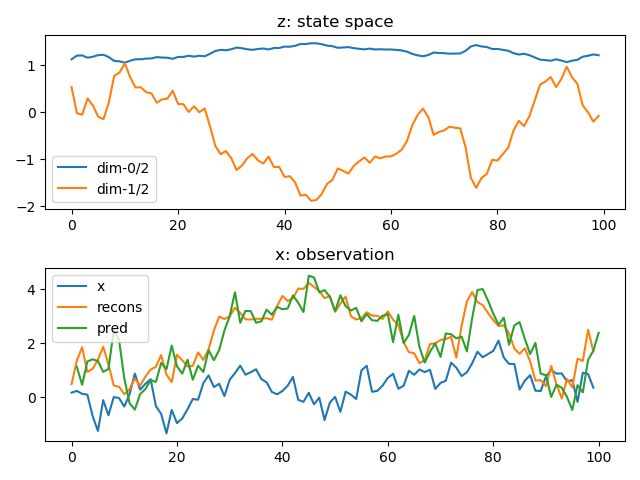 z: state space
1
0
−1
−2
dim-0/2
dim-1/2
0 20 40 60 80 100
x: observation
4
2
0
x
recons
pred
0 20 40 60 80 100